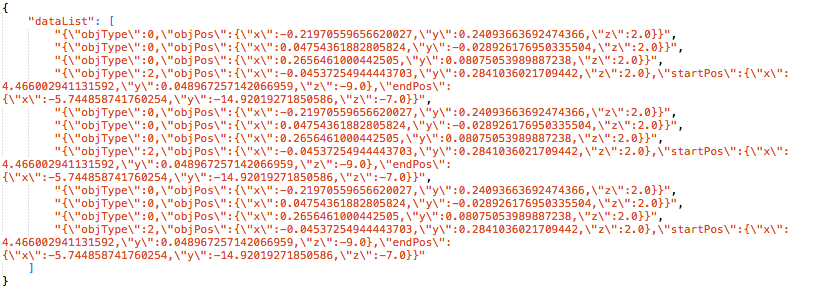 {
    "dataList": [
        "{\"objType\":0,\"objPos\":{\"x\":-0.21970559656620027,\"y\":0.24093663692474366,\"z\":2.0}}",
        "{\"objType\":0,\"objPos\":{\"x\":0.04754361882805824,\"y\":-0.028926176950335504,\"z\":2.0}}",
        "{\"objType\":0,\"objPos\":{\"x\":0.2656461000442505,\"y\":0.08075053989887238,\"z\":2.0}}",
        "{\"objType\":2,\"objPos\":{\"x\":-0.04537254944443703,\"y\":0.2841036021709442,\"z\":2.0},\"startPos\":{\"x\":
4.466002941131592,\"y\":0.048967257142066959,\"z\":-9.0},\"endPos\":
{\"x\":-5.744858741760254,\"y\":-14.92019271850586,\"z\":-7.0}}",
        "{\"objType\":0,\"objPos\":{\"x\":-0.21970559656620027,\"y\":0.24093663692474366,\"z\":2.0}}",
        "{\"objType\":0,\"objPos\":{\"x\":0.04754361882805824,\"y\":-0.028926176950335504,\"z\":2.0}}",
        "{\"objType\":0,\"objPos\":{\"x\":0.2656461000442505,\"y\":0.08075053989887238,\"z\":2.0}}",
        "{\"objType\":2,\"objPos\":{\"x\":-0.04537254944443703,\"y\":0.2841036021709442,\"z\":2.0},\"startPos\":{\"x\":
4.466002941131592,\"y\":0.048967257142066959,\"z\":-9.0},\"endPos\":
{\"x\":-5.744858741760254,\"y\":-14.92019271850586,\"z\":-7.0}}",
        "{\"objType\":0,\"objPos\":{\"x\":-0.21970559656620027,\"y\":0.24093663692474366,\"z\":2.0}}",
        "{\"objType\":0,\"objPos\":{\"x\":0.04754361882805824,\"y\":-0.028926176950335504,\"z\":2.0}}",
        "{\"objType\":0,\"objPos\":{\"x\":0.2656461000442505,\"y\":0.08075053989887238,\"z\":2.0}}",
        "{\"objType\":2,\"objPos\":{\"x\":-0.04537254944443703,\"y\":0.2841036021709442,\"z\":2.0},\"startPos\":{\"x\":
4.466002941131592,\"y\":0.048967257142066959,\"z\":-9.0},\"endPos\":
{\"x\":-5.744858741760254,\"y\":-14.92019271850586,\"z\":-7.0}}"
    ]
}